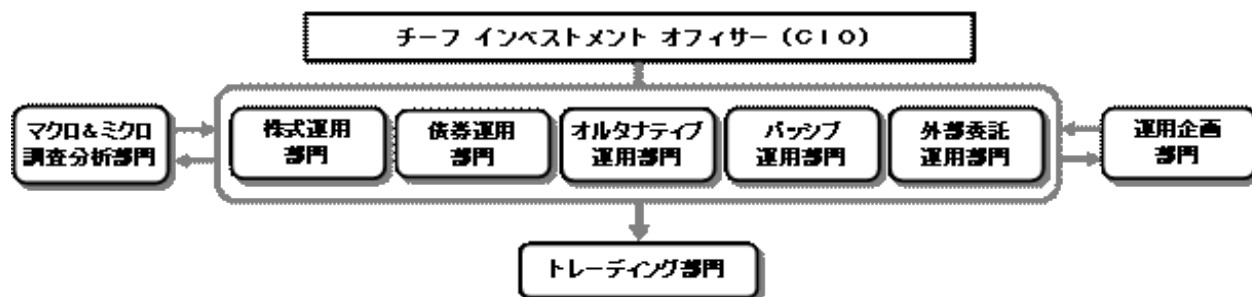 チーフ インベストメント オフィサー (CIO)
マクロ&ミクロ
調査分析部門
株式運用
部門
債券運用
部門
オルタナティブ
運用部門
パッシブ
運用部門
外部委託
運用部門
運用企画
部門
トレーディング部門